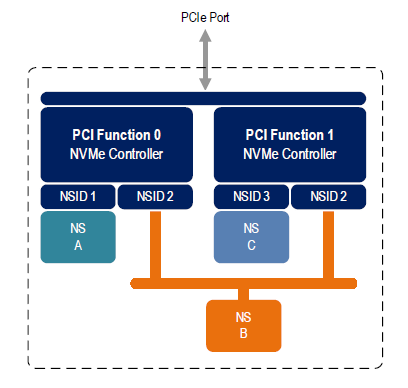 PCIe Port
PCI Function 0
NVMe Controller
PCI Function 1
NVMe Controller
NSID 1
NSID 2
NSID 3
NSID 2
NS
A
NS
C
NS
B